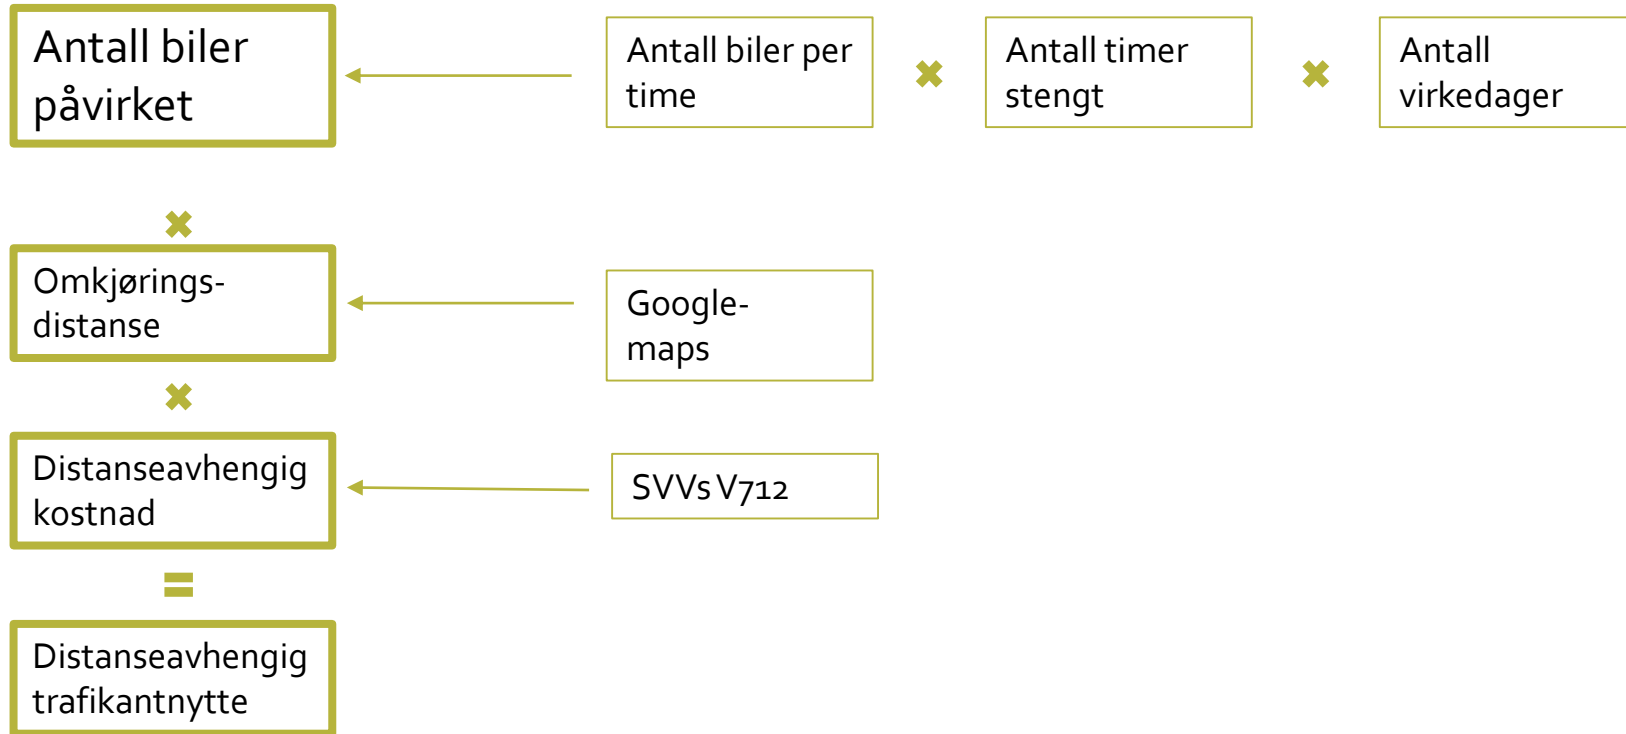 Antall biler
påvirket
Antall biler per
time
Antall timer
stengt
Antall
virkedager
Omkjørings-
distanse
Google-
maps
Distanseavhengig
kostnad
SVVs V712
Distanseavhengig
trafikantnytte